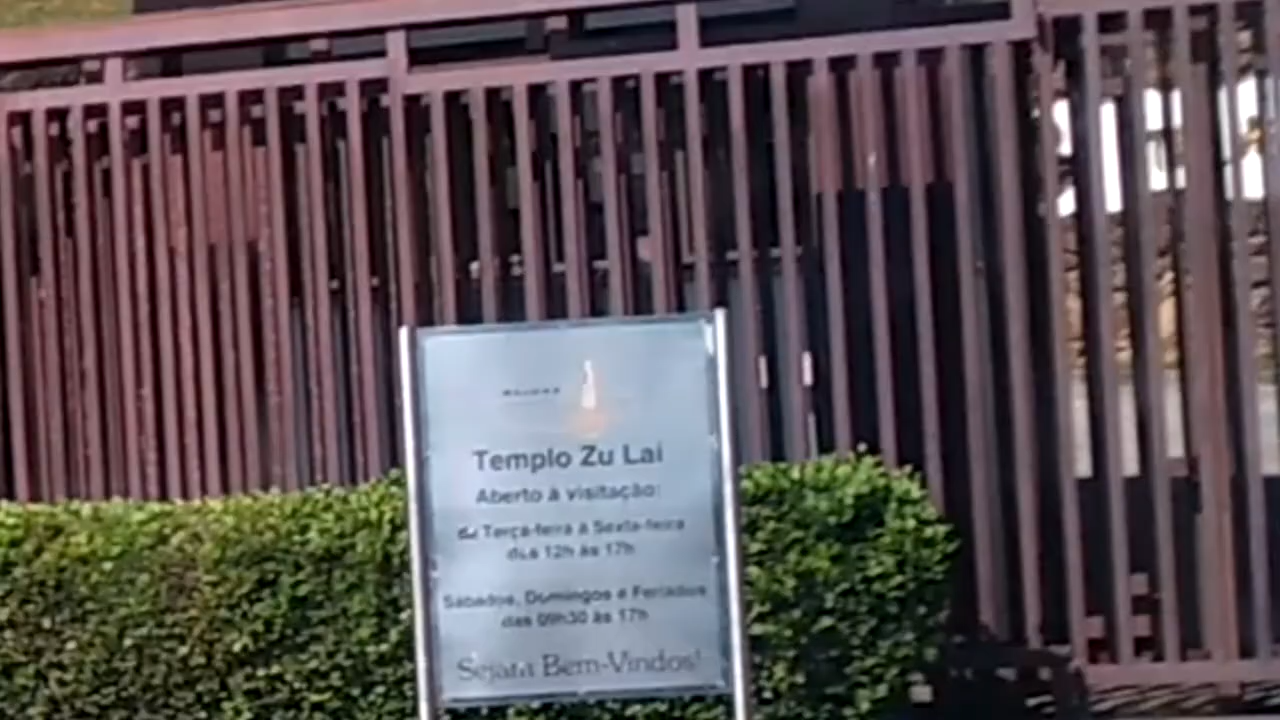 Templo Zu Lai
Aberto à visitação:
de Terça-feira à Sexta-feira
das 12h às 17h
Sábados, Domingos e Feriados
das 09h30 às 17h
Sejam Bem-Vindos!